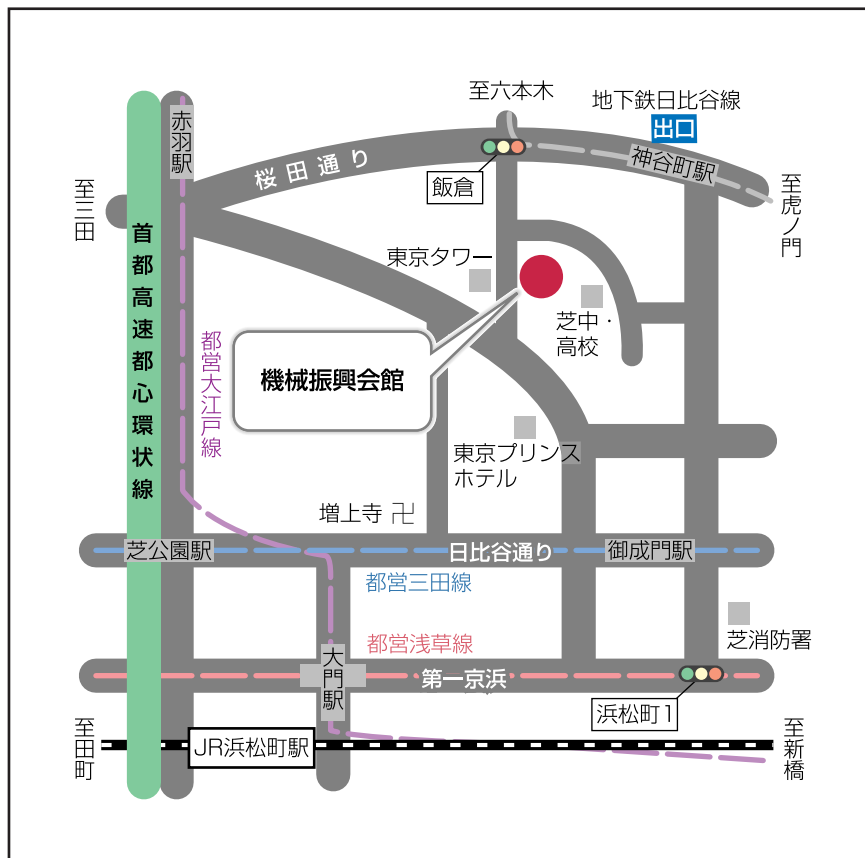 至六本木
地下鉄日比谷線
出口
赤羽駅
桜田通り
神谷町駅
飯倉
至三田
至虎ノ門
首都高速都心環状線
東京タワー
芝中・
高校
都営大江戸線
機械振興会館
東京プリンス
ホテル
増上寺 卍
芝公園駅
日比谷通り
御成門駅
都営三田線
芝消防署
都営浅草線
大門駅
第一京浜
浜松町1
至田町
JR浜松町駅
至新橋